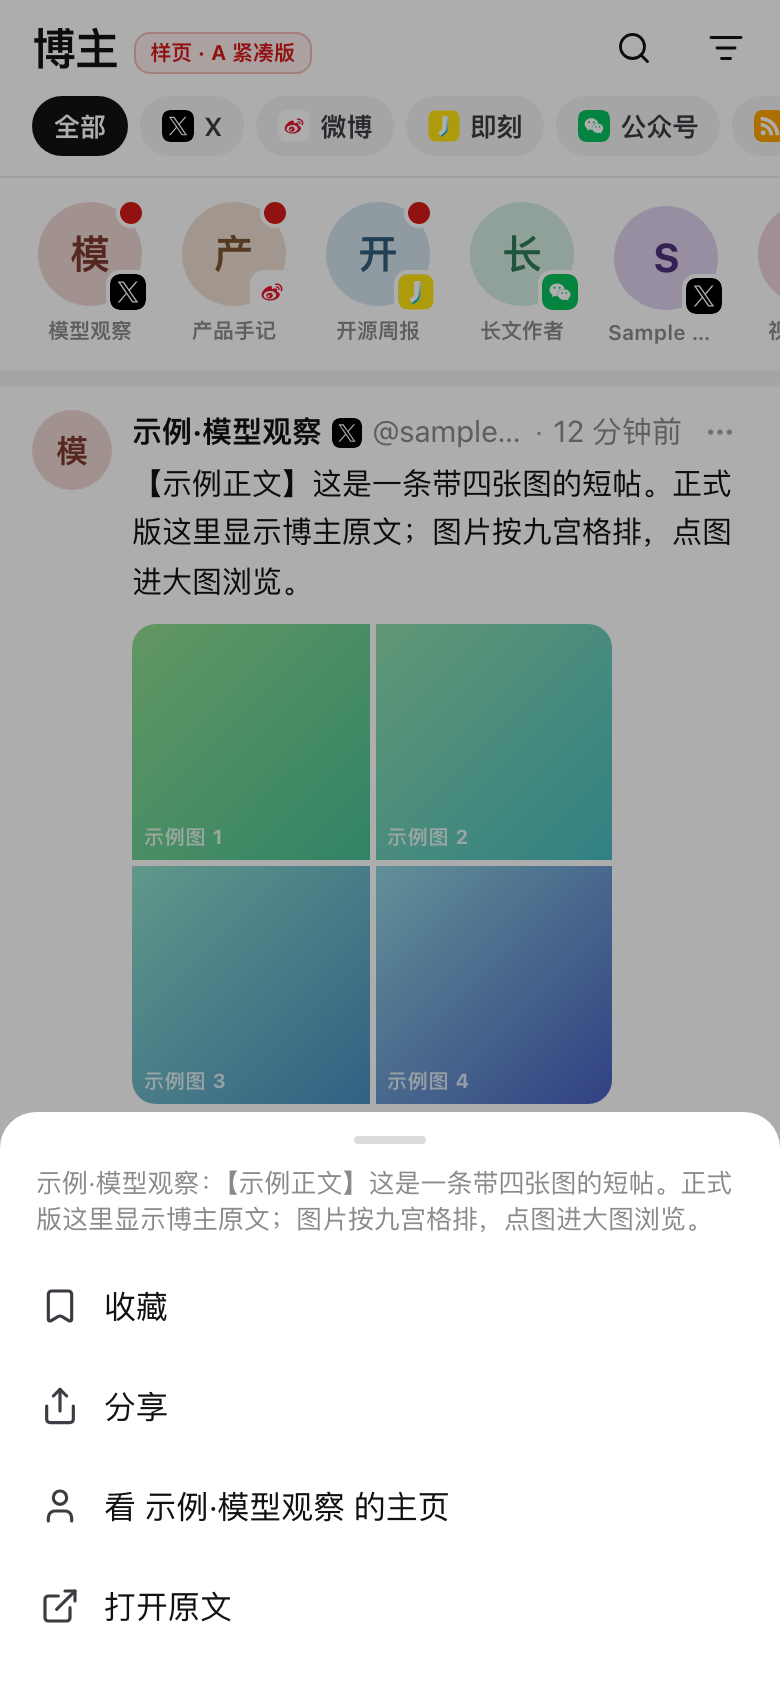 博主
样页 · A 紧凑版
全部
X
微博
即刻
公众号
模
产
开
长
S
模型观察
产品手记
开源周报
长文作者
Sample ...
模
示例·模型观察 @sample... · 12 分钟前
【示例正文】这是一条带四张图的短帖。正式
版这里显示博主原文；图片按九宫格排，点图
进大图浏览。
示例图 1
示例图 2
示例图 3
示例图 4
示例·模型观察：【示例正文】这是一条带四张图的短帖。正式
版这里显示博主原文；图片按九宫格排，点图进大图浏览。
收藏
分享
看 示例·模型观察 的主页
打开原文